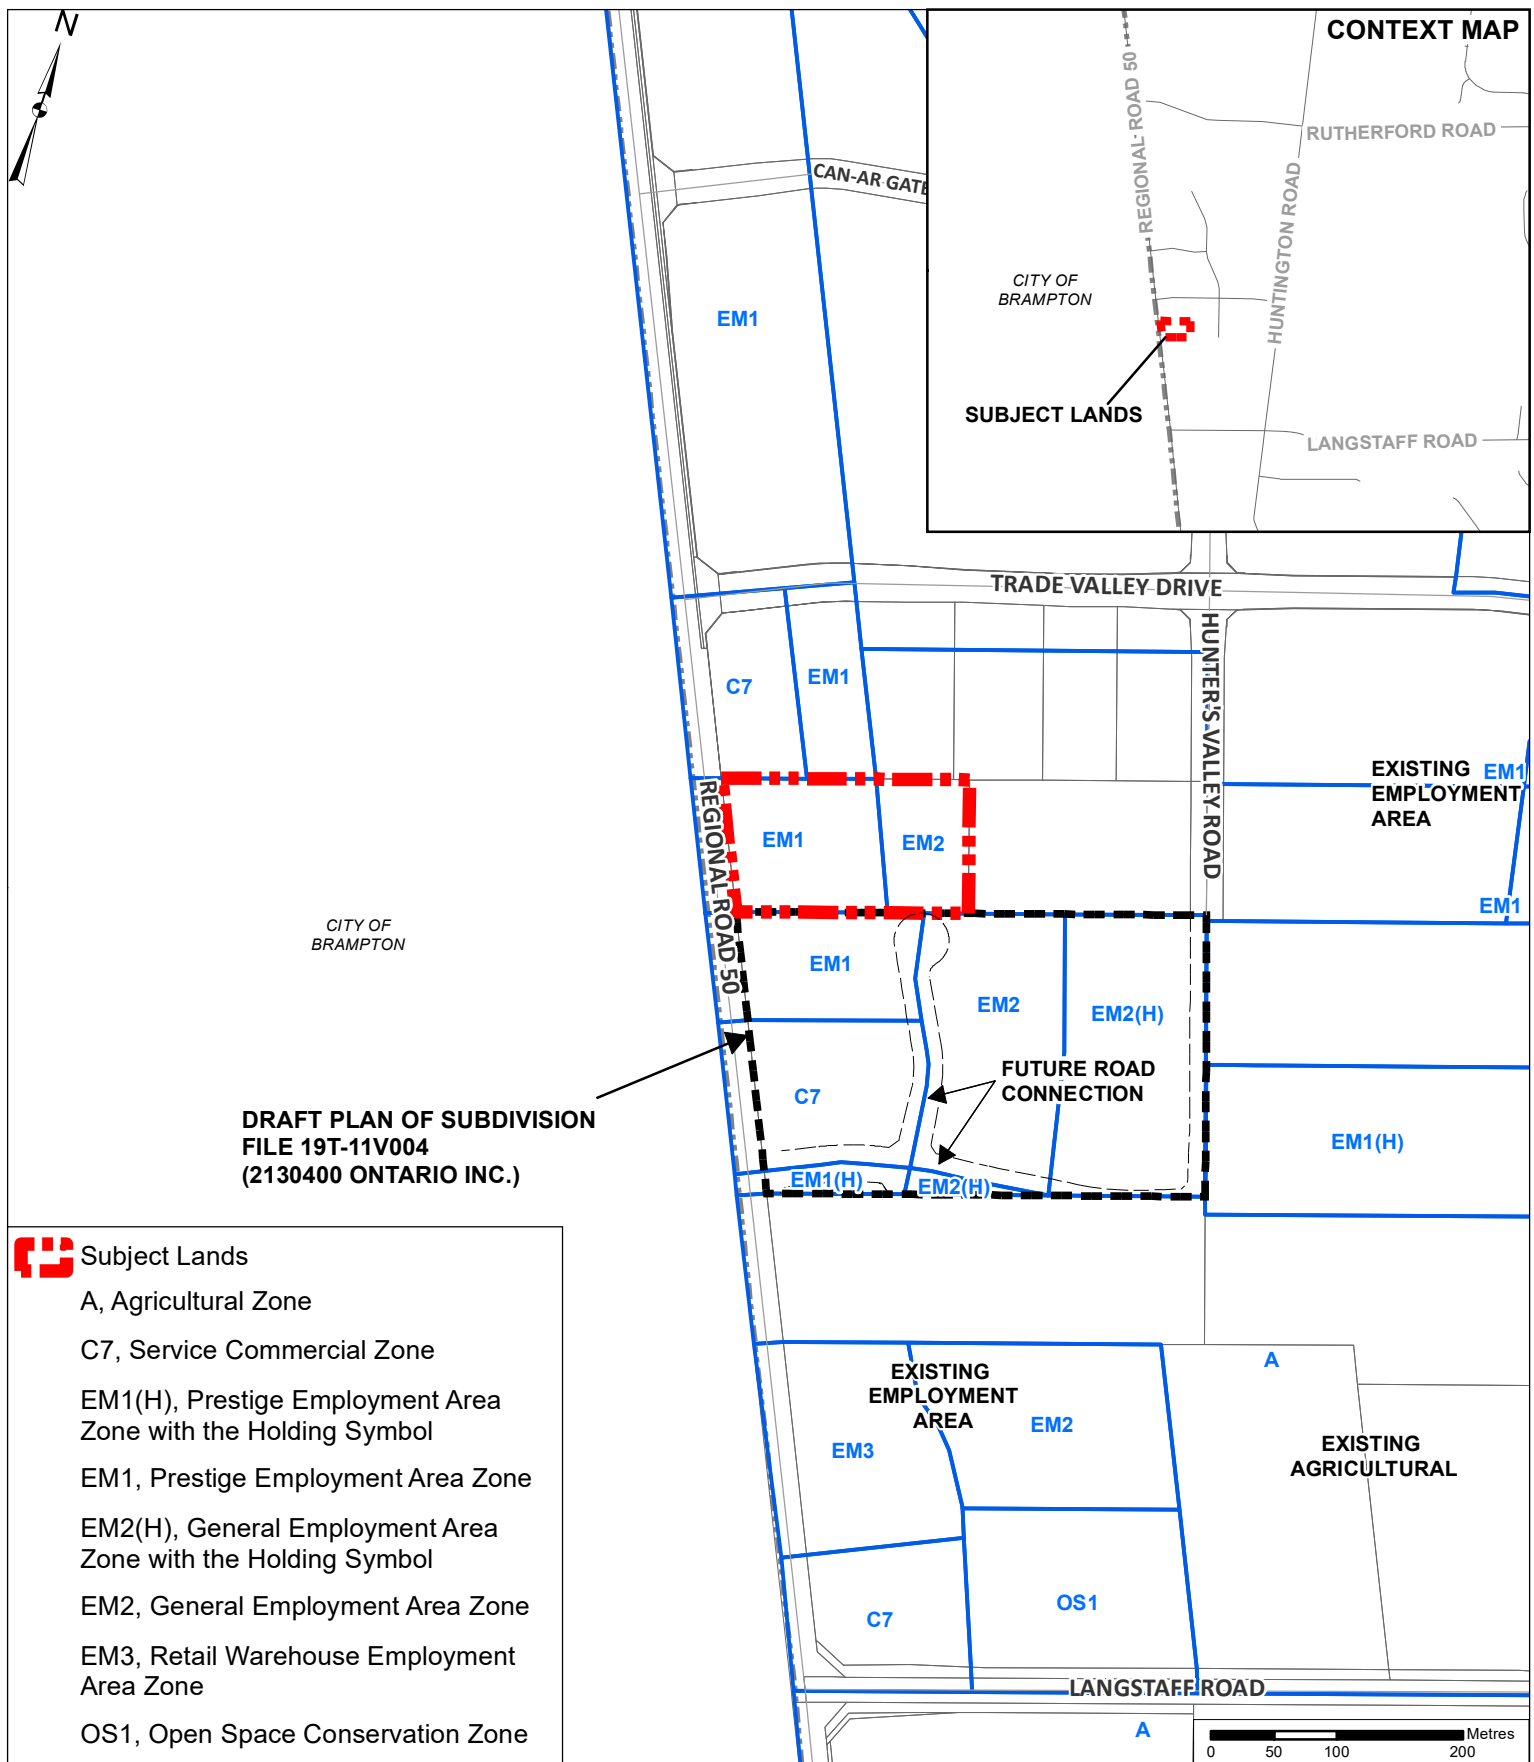 N
CONTEXT MAP
REGIONAL ROAD 50
RUTHERFORD ROAD
HUNTINGTON ROAD
CITY OF
BRAMPTON
SUBJECT LANDS
LANGSTAFF ROAD
CAN-AR GATE
EM1
TRADE VALLEY DRIVE
HUNTER'S VALLEY ROAD
C7
EM1
EXISTING
EMPLOYMENT
AREA
EM1
EM1
REGIONAL ROAD 50
EM1
EM2
CITY OF
BRAMPTON
EM1
EM2
EM2(H)
FUTURE ROAD
CONNECTION
C7
DRAFT PLAN OF SUBDIVISION
FILE 19T-11V004
(2130400 ONTARIO INC.)
EM1(H)
EM1(H)
EM2(H)
EXISTING
EMPLOYMENT
AREA
A
EM3
EM2
EXISTING
AGRICULTURAL
C7
OS1
LANGSTAFF ROAD
A
Subject Lands
A, Agricultural Zone
C7, Service Commercial Zone
EM1(H), Prestige Employment Area
Zone with the Holding Symbol
EM1, Prestige Employment Area Zone
EM2(H), General Employment Area
Zone with the Holding Symbol
EM2, General Employment Area Zone
EM3, Retail Warehouse Employment
Area Zone
OS1, Open Space Conservation Zone
Metres
0 50 100 200